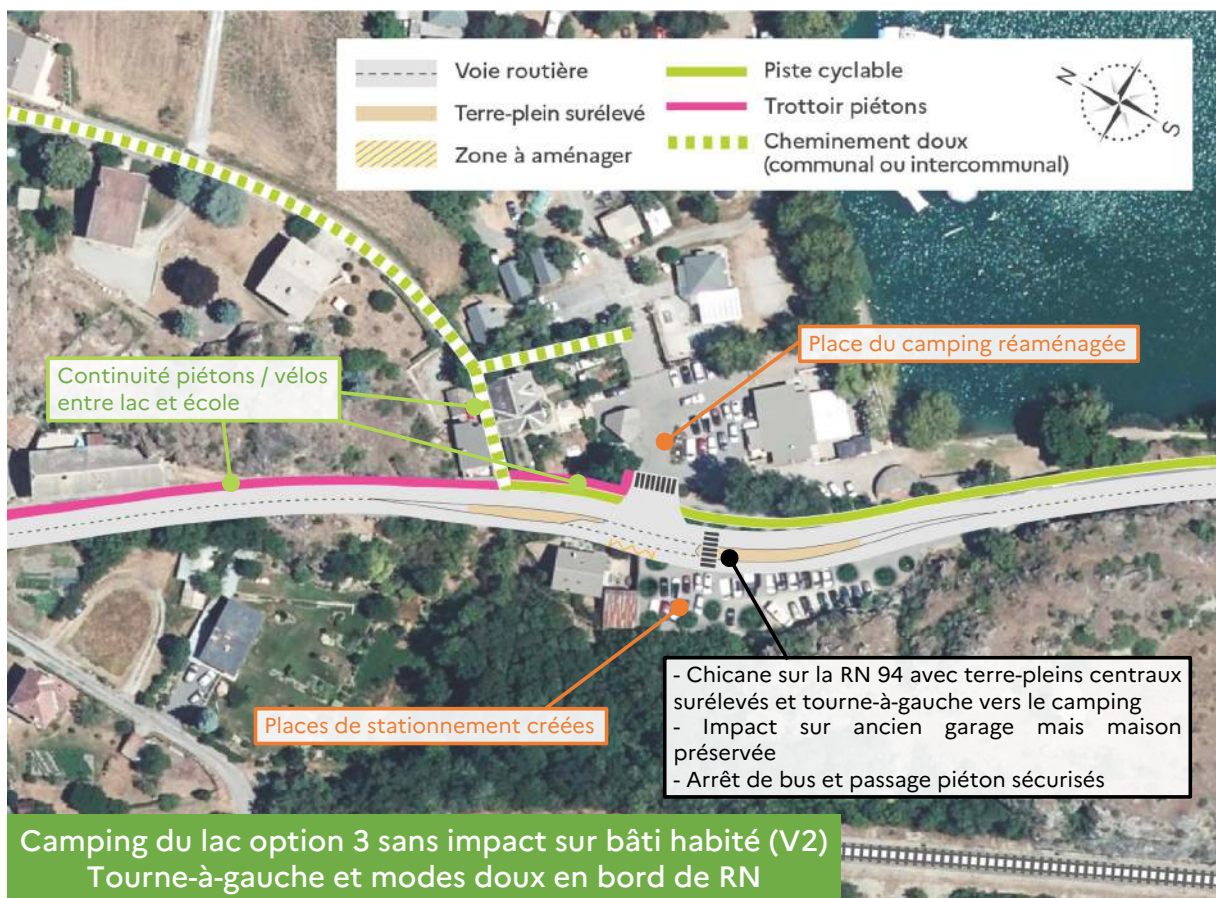 Voie routière
Terre-plein surélevé
Zone à aménager
Piste cyclable
Trottoir piétons
Cheminement doux
(communal ou intercommunal)
N
S
Place du camping réaménagée
Continuité piétons / vélos
entre lac et école
Places de stationnement créées
- Chicane sur la RN 94 avec terre-pleins centraux
surélevés et tourne-à-gauche vers le camping
- Impact sur ancien garage mais maison
préservée
- Arrêt de bus et passage piéton sécurisés
Camping du lac option 3 sans impact sur bâti habité (V2)
Tourne-à-gauche et modes doux en bord de RN